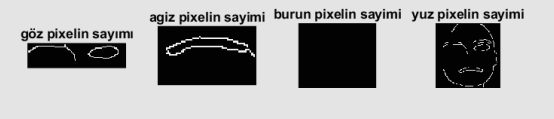 göz pixelin sayımı
agiz pixelin sayimi
burun pixelin sayimi
yuz pixelin sayimi